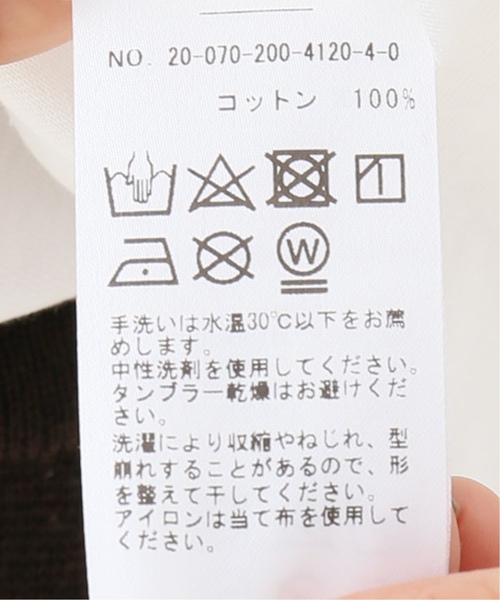 NO. 20-070-200-4120-4-0
コットン 100%
W
手洗いは水温30℃以下をお薦
めします。
中性洗剤を使用してください。
タンブラー乾燥はお避けくだ
さい。
洗濯により収縮やねじれ、型
崩れすることがあるので、形
を整えて干してください。
アイロンは当て布を使用して
ください。